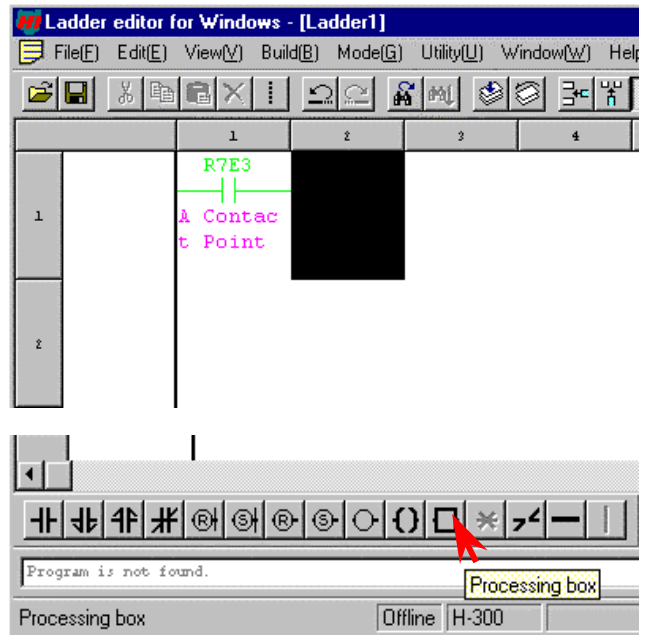 Ladder editor for Windows - [Ladder1]
File(F) Edit(E) View(V) Build(B) Mode(G) Utility(U) Window(W) Help
1 2 3 4
R7E3
1
A Contac
t Point
2
R S R S
Program is not found.
Processing box
Processing box Offline H-300